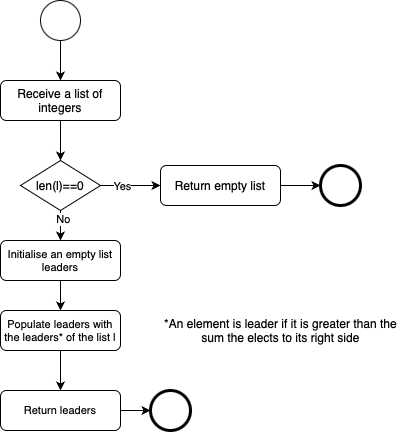 Receive a list of
integers
len(l)==0
Yes
Return empty list
No
Initialise an empty list
leaders
Populate leaders with
the leaders* of the list l
*An element is leader if it is greater than the
sum the elects to its right side
Return leaders